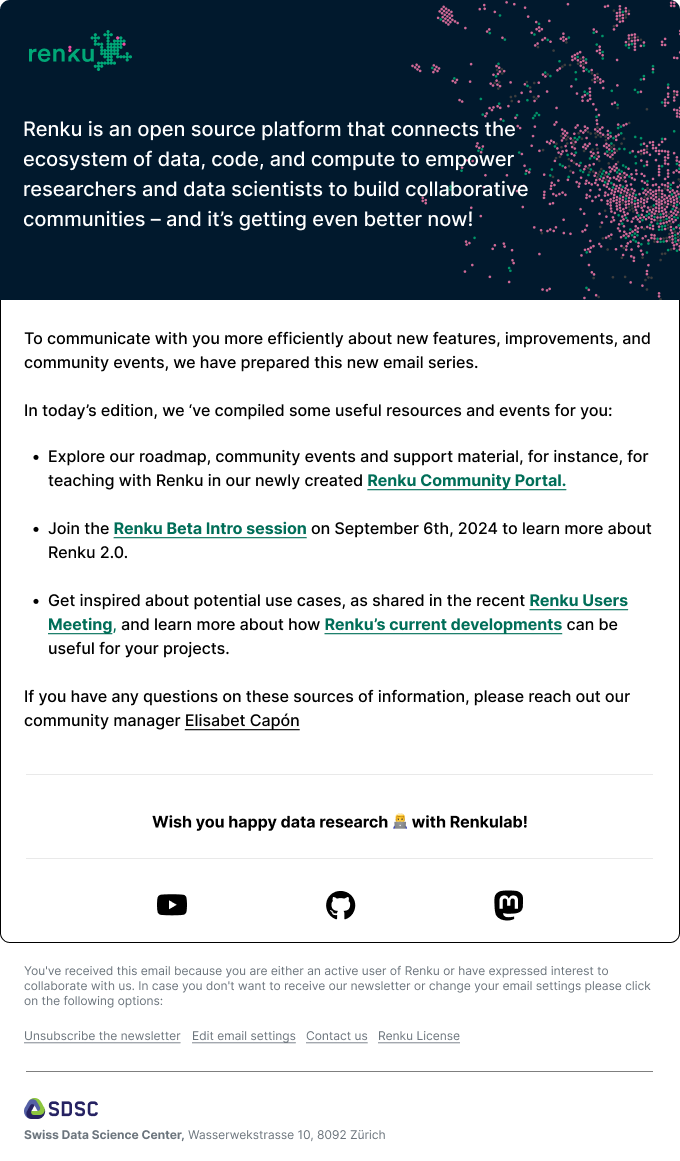 renku
Renku is an open source platform that connects the
ecosystem of data, code, and compute to empower
researchers and data scientists to build collaborative
communities – and it’s getting even better now!
To communicate with you more efficiently about new features, improvements, and
community events, we have prepared this new email series.
In today’s edition, we ‘ve compiled some useful resources and events for you:
• Explore our roadmap, community events and support material, for instance, for
teaching with Renku in our newly created Renku Community Portal.
• Join the Renku Beta Intro session on September 6th, 2024 to learn more about
Renku 2.0.
• Get inspired about potential use cases, as shared in the recent Renku Users
Meeting, and learn more about how Renku’s current developments can be
useful for your projects.
If you have any questions on these sources of information, please reach out our
community manager Elisabet Capón
Wish you happy data research 👨‍💻 with Renkulab!
You've received this email because you are either an active user of Renku or have expressed interest to
collaborate with us. In case you don't want to receive our newsletter or change your email settings please click
on the following options:
Unsubscribe the newsletter Edit email settings Contact us Renku License
SDSC
Swiss Data Science Center, Wasserwekstrasse 10, 8092 Zürich